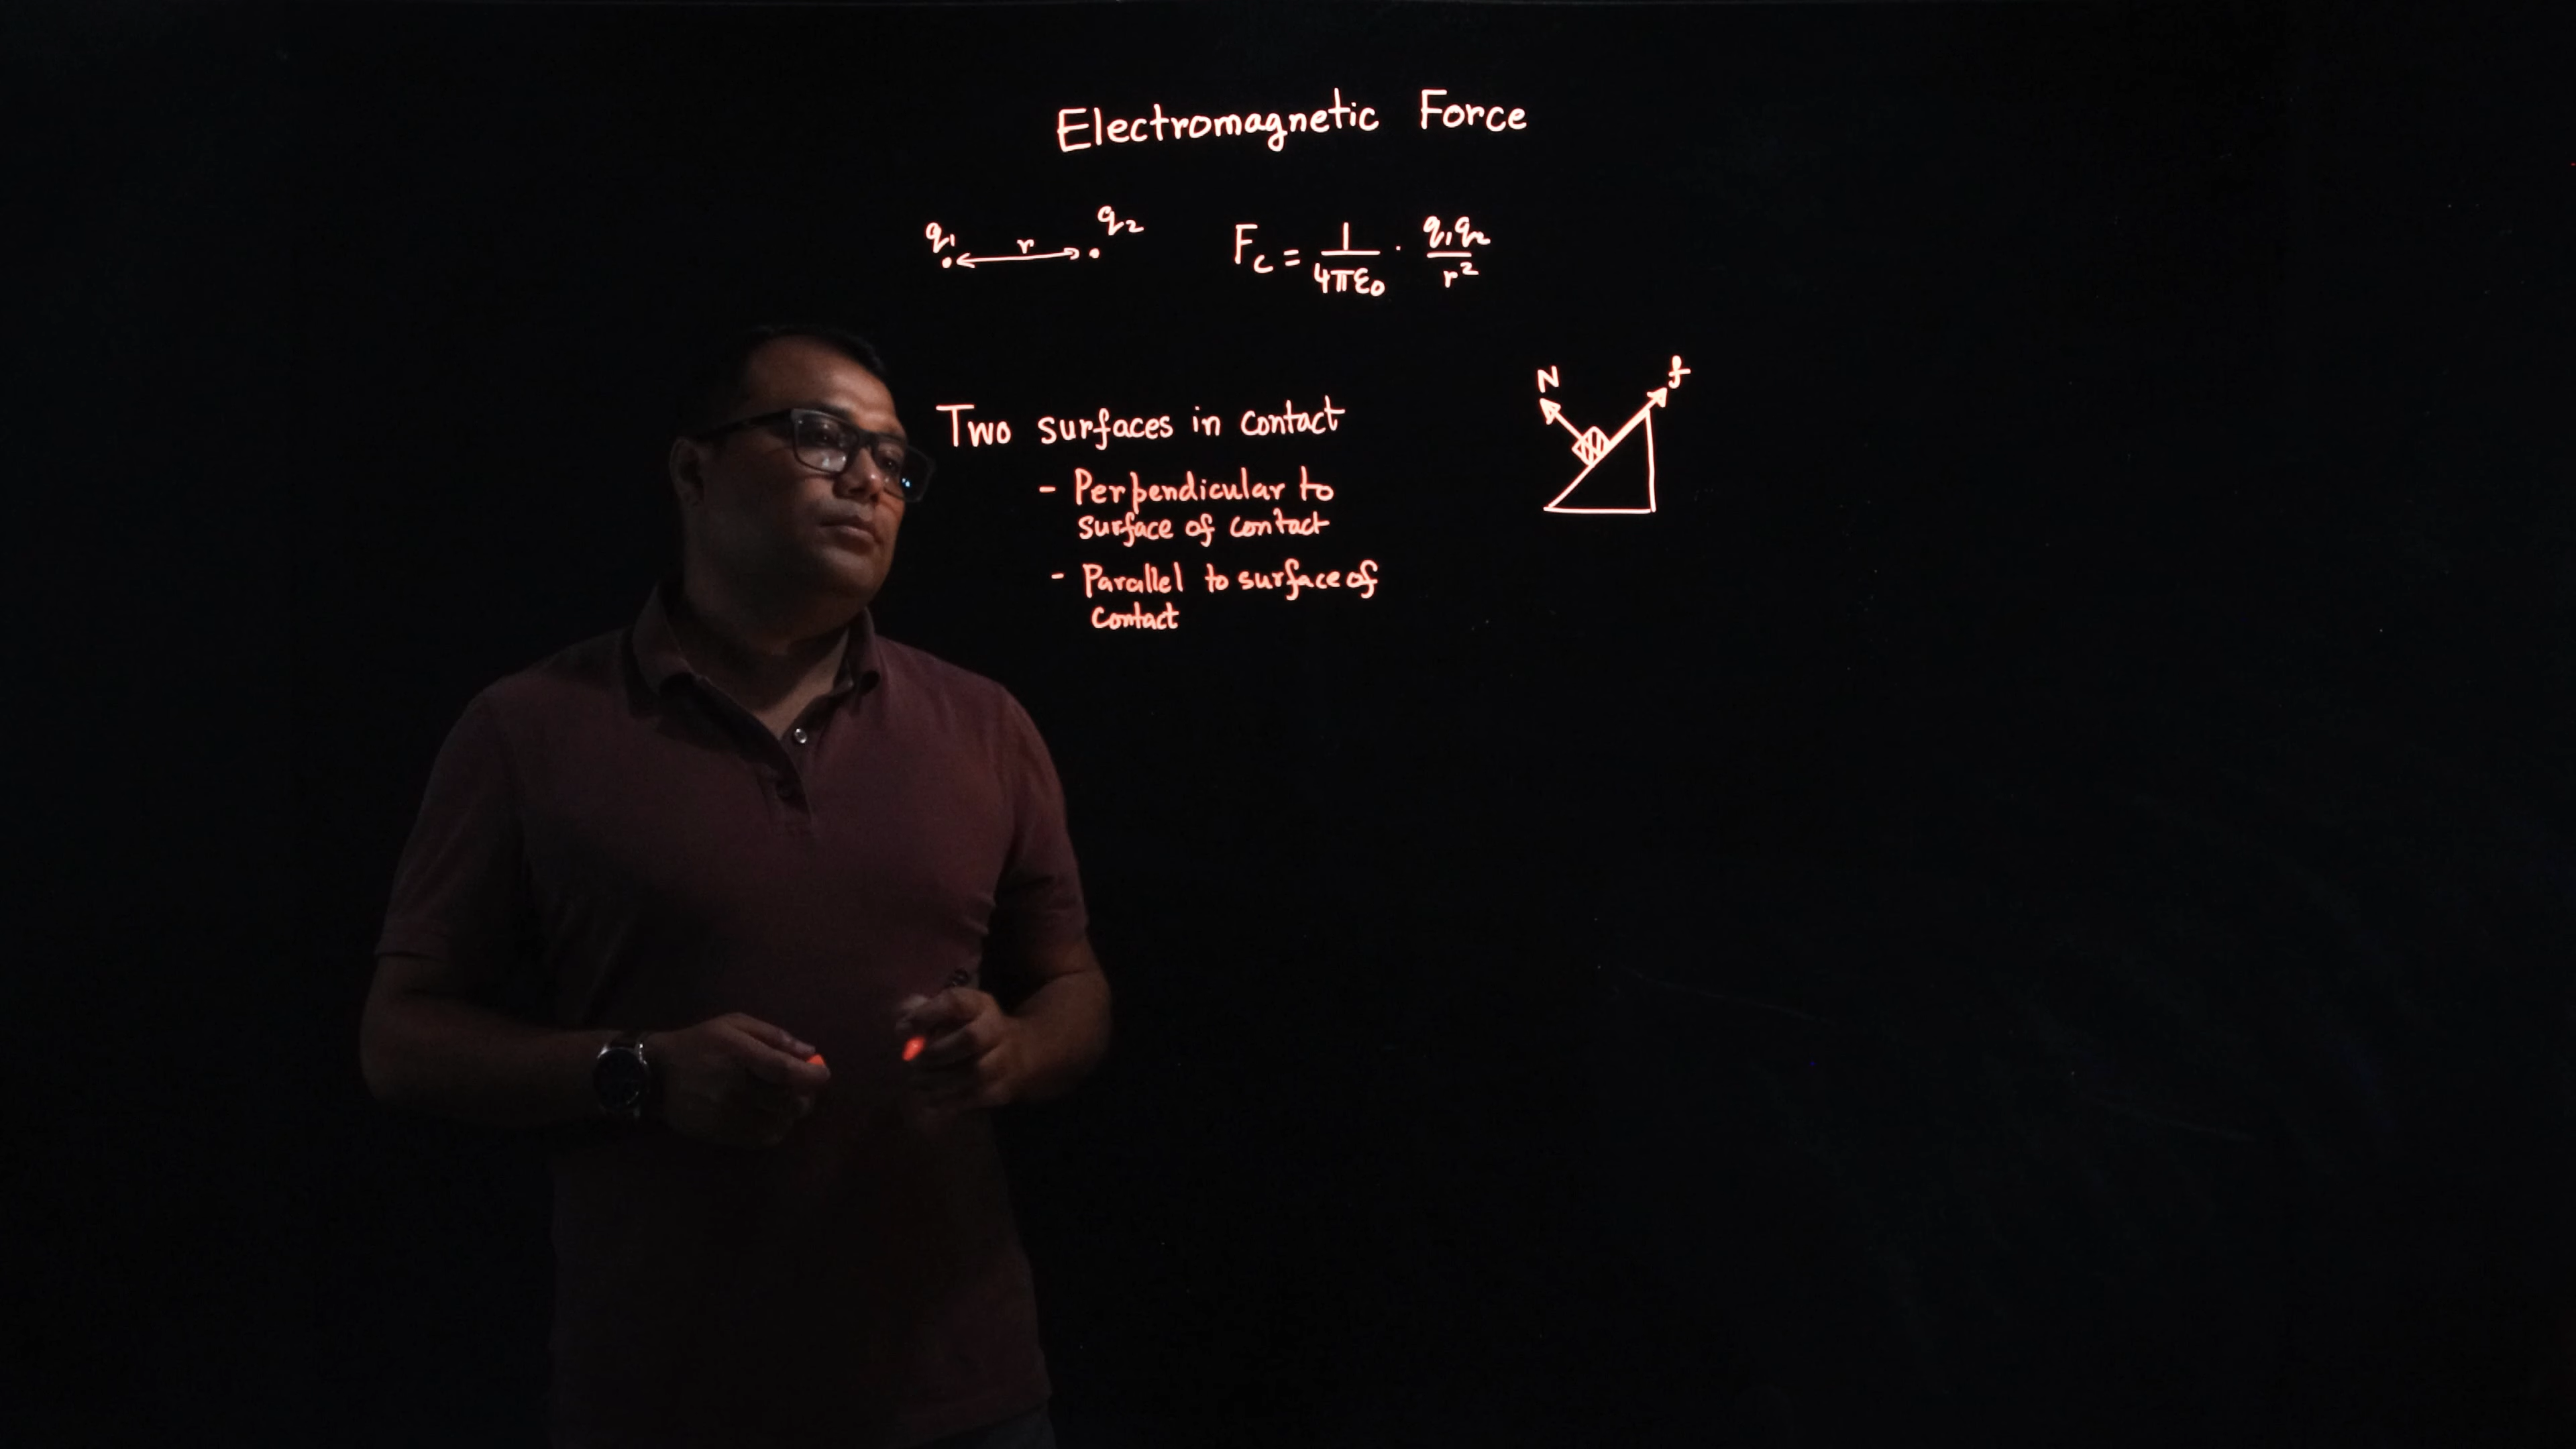 Electromagnetic Force
q₁ r q₂ F_c = 1/4πε₀ · q₁q₂/r²
N f
Two surfaces in contact
- Perpendicular to
surface of contact
- Parallel to surface of
contact